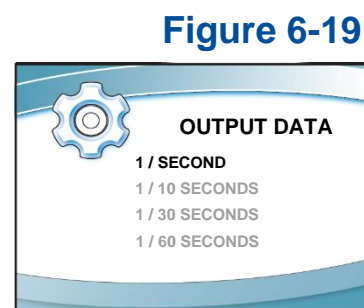 Figure 6-19
OUTPUT DATA
1 / SECOND
1 / 10 SECONDS
1 / 30 SECONDS
1 / 60 SECONDS